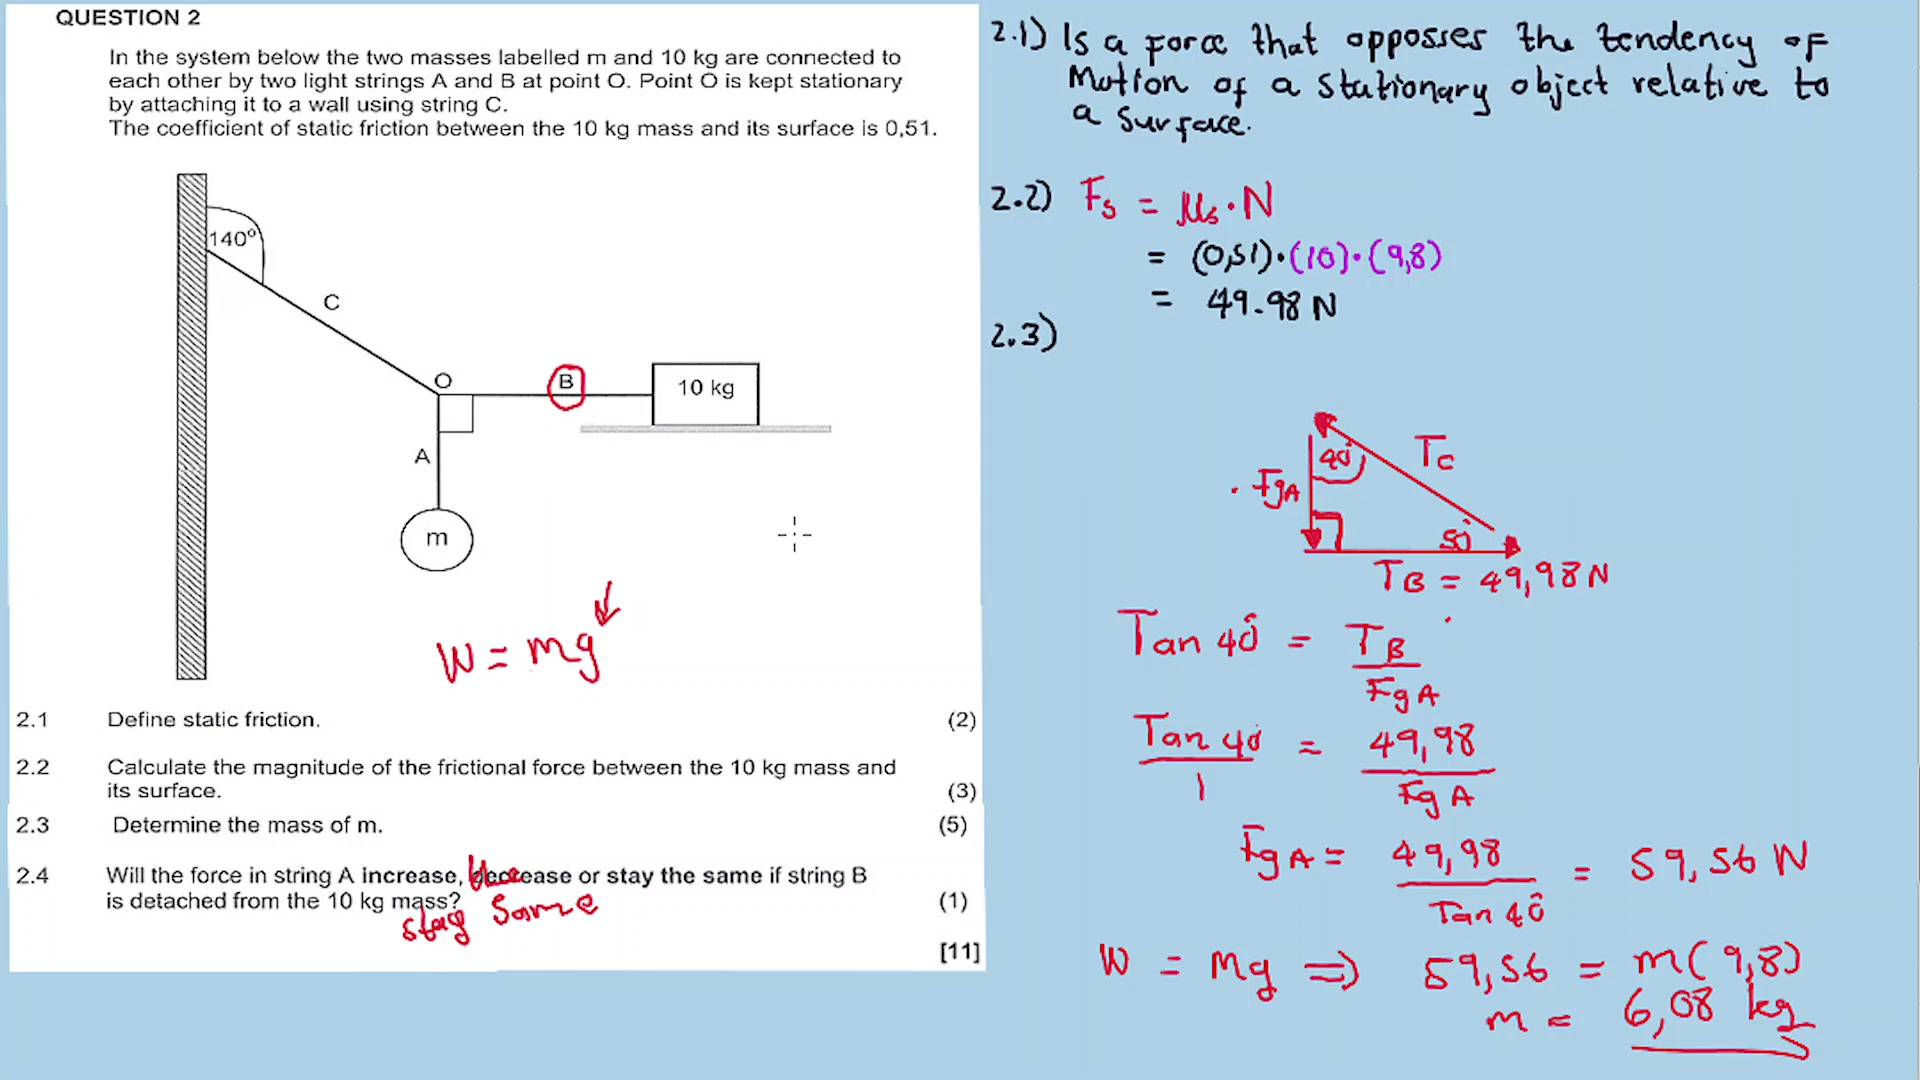 QUESTION 2
In the system below the two masses labelled m and 10 kg are connected to
each other by two light strings A and B at point O. Point O is kept stationary
by attaching it to a wall using string C.
The coefficient of static friction between the 10 kg mass and its surface is 0,51.
140°
C
O
B
10 kg
A
m
W = mg
2.1 Define static friction. (2)
2.2 Calculate the magnitude of the frictional force between the 10 kg mass and
its surface. (3)
2.3 Determine the mass of m. (5)
2.4 Will the force in string A increase, decrease or stay the same if string B
is detached from the 10 kg mass? (1)
stay Same
[11]
2.1) Is a force that opposses the tendency of
Motion of a stationary object relative to
a surface.
2.2) Fs = μs·N
= (0,51)·(10)·(9,8)
= 49.98 N
2.3)
40°
Tc
FgA
50°
TB = 49,98N
Tan 40° = TB
FgA
Tan 40° = 49,98
1 FgA
FgA = 49,98 = 59,56 N
Tan 40°
W = mg ⇒ 59,56 = m(9,8)
m = 6,08 kg